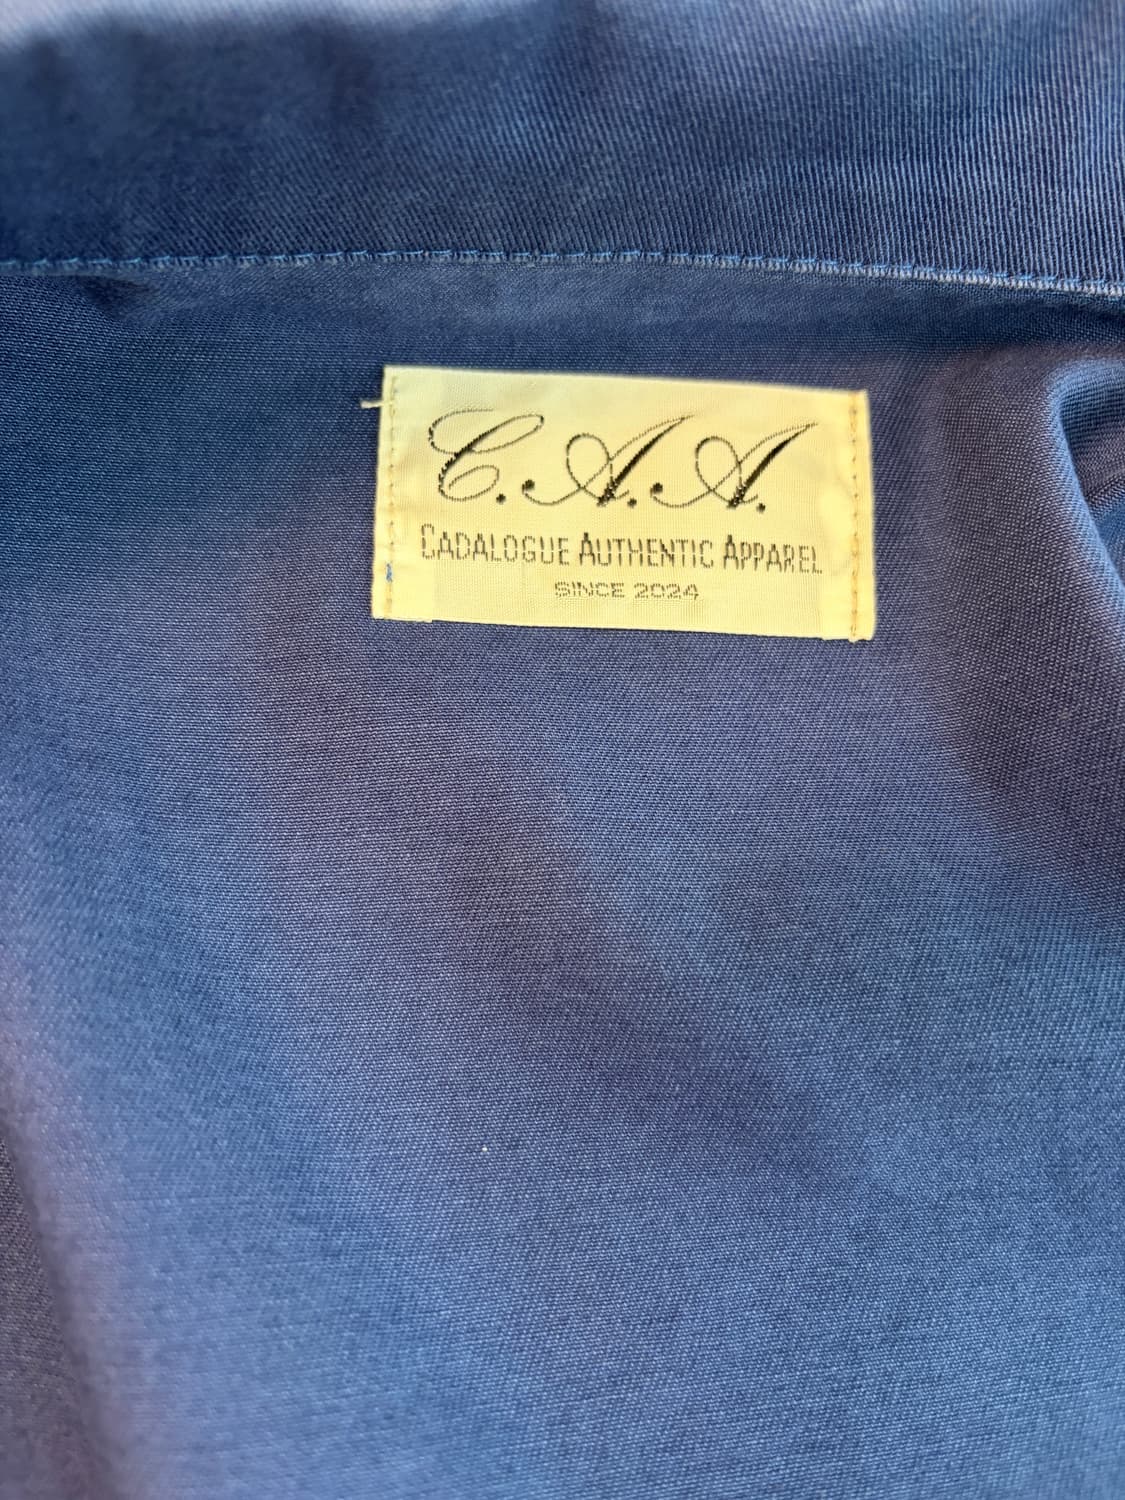 C.A.A.
CADALOGUE AUTHENTIC APPAREL
SINCE 2024